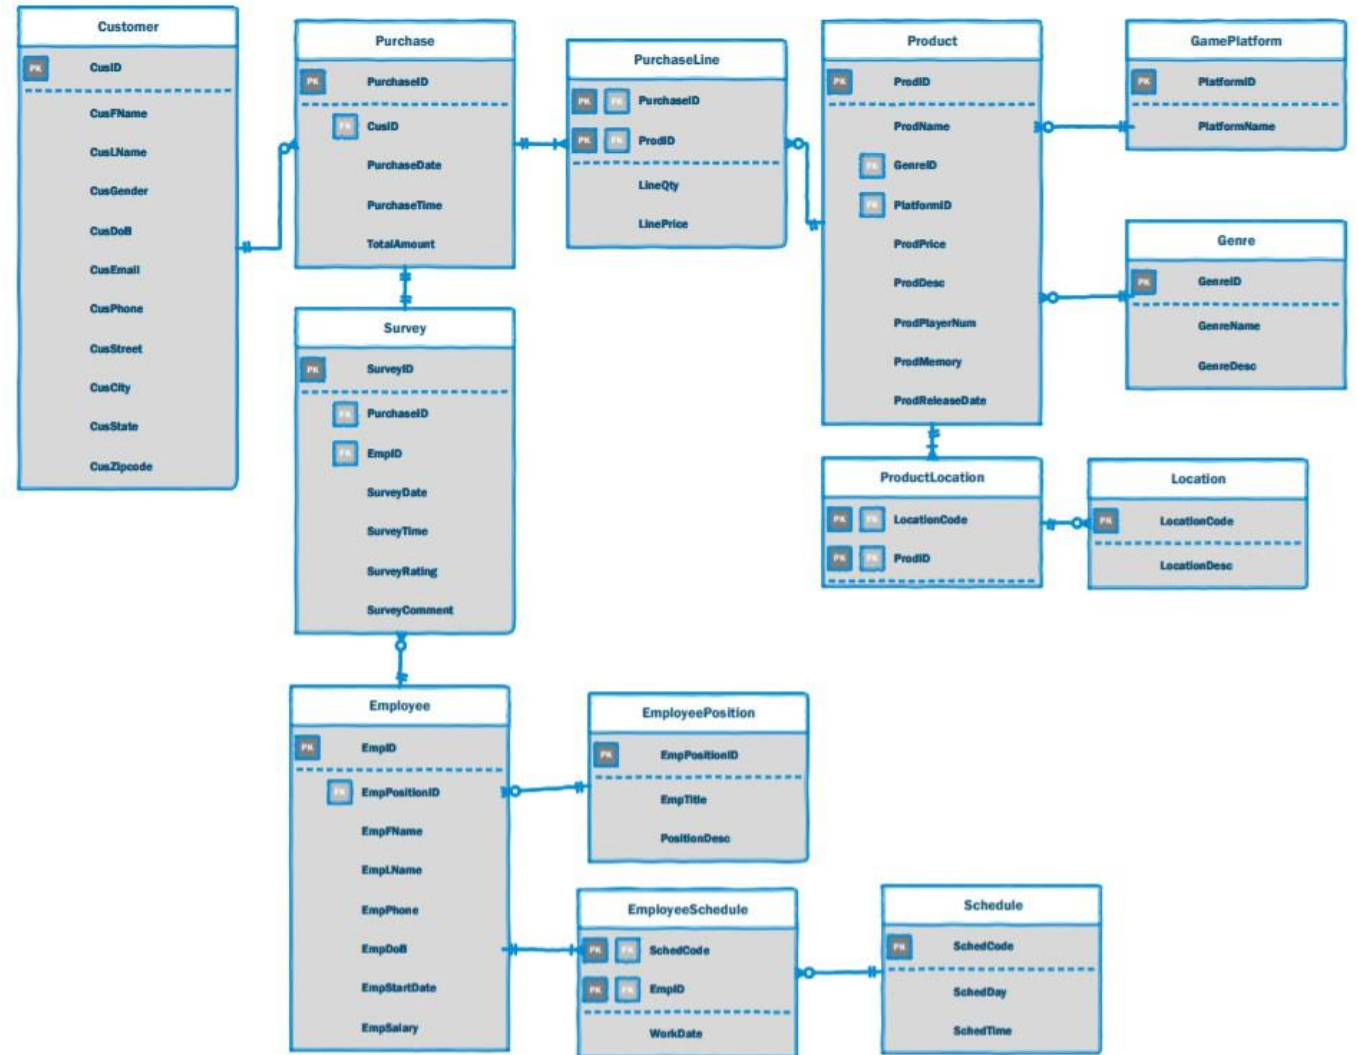 Customer
PK CusID
CusFName
CusLName
CusGender
CusDoB
CusEmail
CusPhone
CusStreet
CusCity
CusState
CusZipcode
Purchase
PK PurchaseID
FK CusID
PurchaseDate
PurchaseTime
TotalAmount
PurchaseLine
PK FK PurchaseID
PK FK ProdID
LineQty
LinePrice
Product
PK ProdID
ProdName
FK GenreID
FK PlatformID
ProdPrice
ProdDesc
ProdPlayerNum
ProdMemory
ProdReleaseDate
GamePlatform
PK PlatformID
PlatformName
Genre
PK GenreID
GenreName
GenreDesc
Survey
PK SurveyID
FK PurchaseID
FK EmpID
SurveyDate
SurveyTime
SurveyRating
SurveyComment
ProductLocation
PK FK LocationCode
PK FK ProdID
Location
PK LocationCode
LocationDesc
Employee
PK EmpID
FK EmpPositionID
EmpFName
EmpLName
EmpPhone
EmpDoB
EmpStartDate
EmpSalary
EmployeePosition
PK EmpPositionID
EmpTitle
PositionDesc
EmployeeSchedule
PK FK SchedCode
PK FK EmpID
WorkDate
Schedule
PK SchedCode
SchedDay
SchedTime